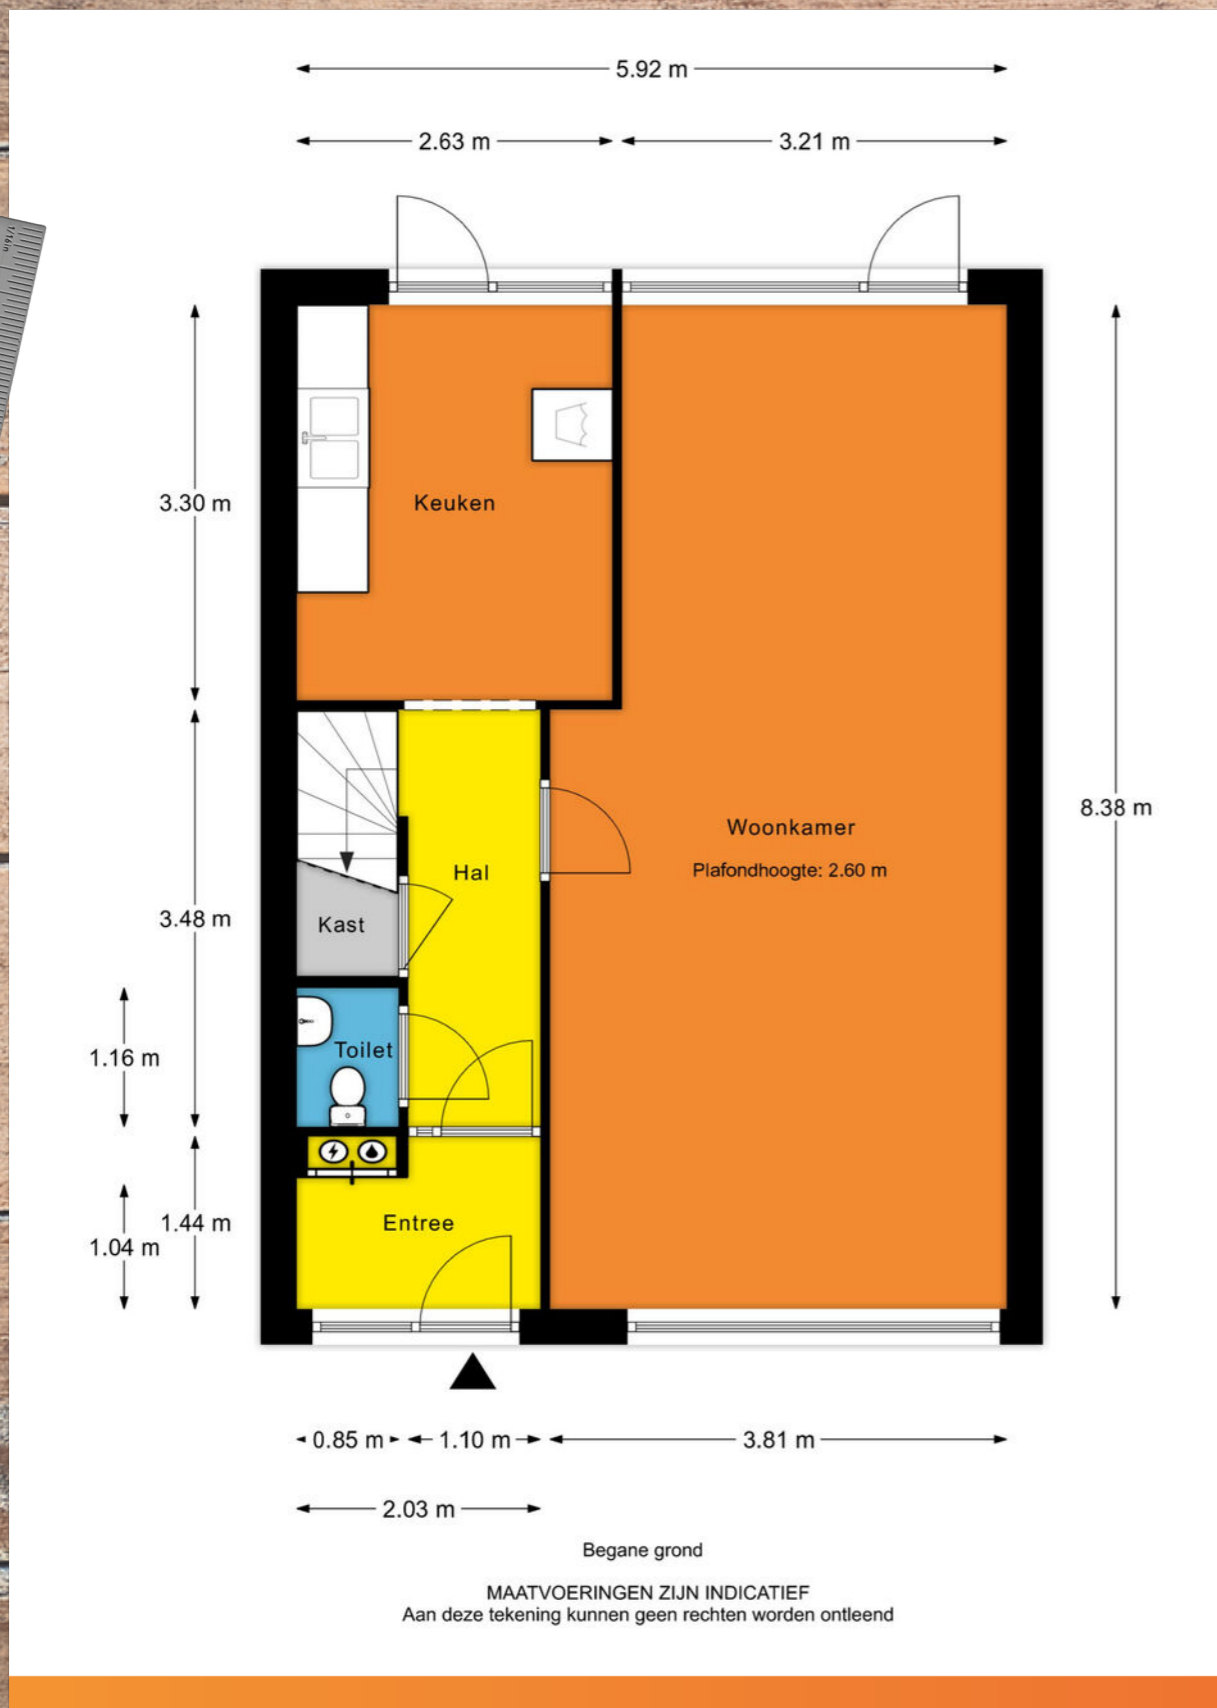 5.92 m
2.63 m
3.21 m
1/16in
3.30 m
Keuken
8.38 m
Woonkamer
Plafondhoogte: 2.60 m
Hal
3.48 m
Kast
1.16 m
Toilet
1.44 m
1.04 m
Entree
0.85 m
1.10 m
3.81 m
2.03 m
Begane grond
MAATVOERINGEN ZIJN INDICATIEF
Aan deze tekening kunnen geen rechten worden ontleend